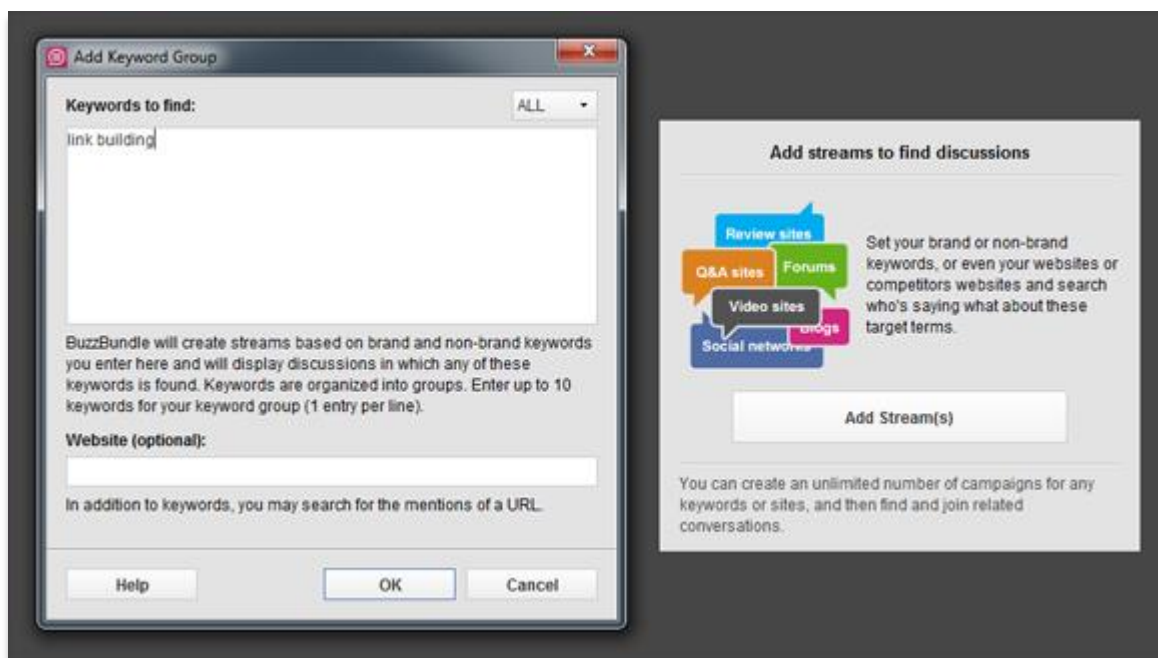 Add Keyword Group
Keywords to find:
ALL
link building
BuzzBundle will create streams based on brand and non-brand keywords
you enter here and will display discussions in which any of these
keywords is found. Keywords are organized into groups. Enter up to 10
keywords for your keyword group (1 entry per line).
Website (optional):
In addition to keywords, you may search for the mentions of a URL.
Help
OK
Cancel
Add streams to find discussions
Review sites
Q&A sites
Forums
Video sites
Blogs
Social networks
Set your brand or non-brand
keywords, or even your websites or
competitors websites and search
who's saying what about these
target terms.
Add Stream(s)
You can create an unlimited number of campaigns for any
keywords or sites, and then find and join related
conversations.